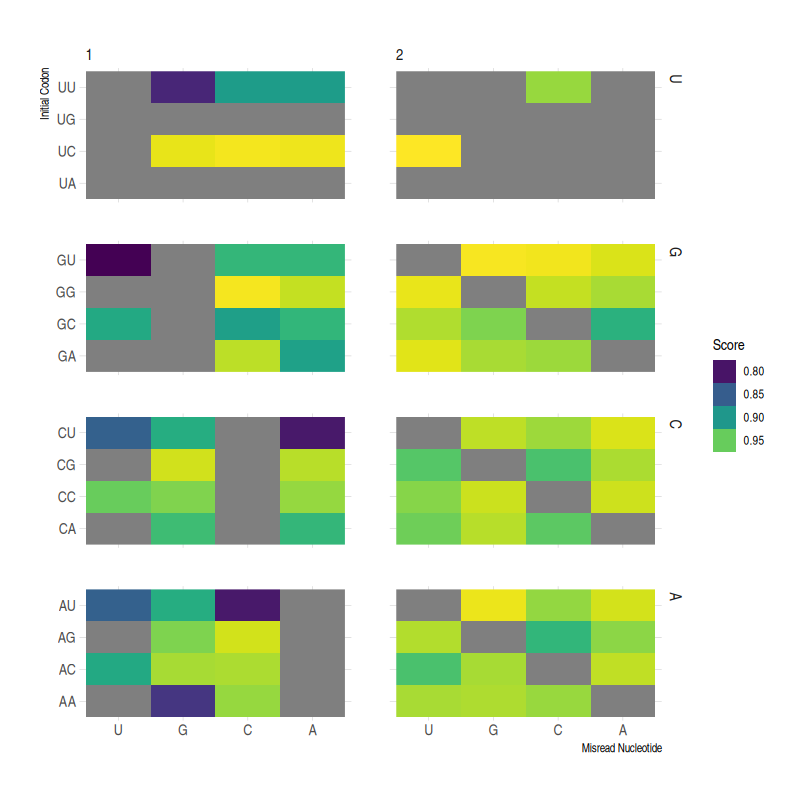 1 2
Initial Codon
UU
UG
UC
UA
U
GU
GG
GC
GA
G
CU
CG
CC
CA
C
AU
AG
AC
AA
A
U G C A U G C A
Misread Nucleotide
Score
0.80
0.85
0.90
0.95